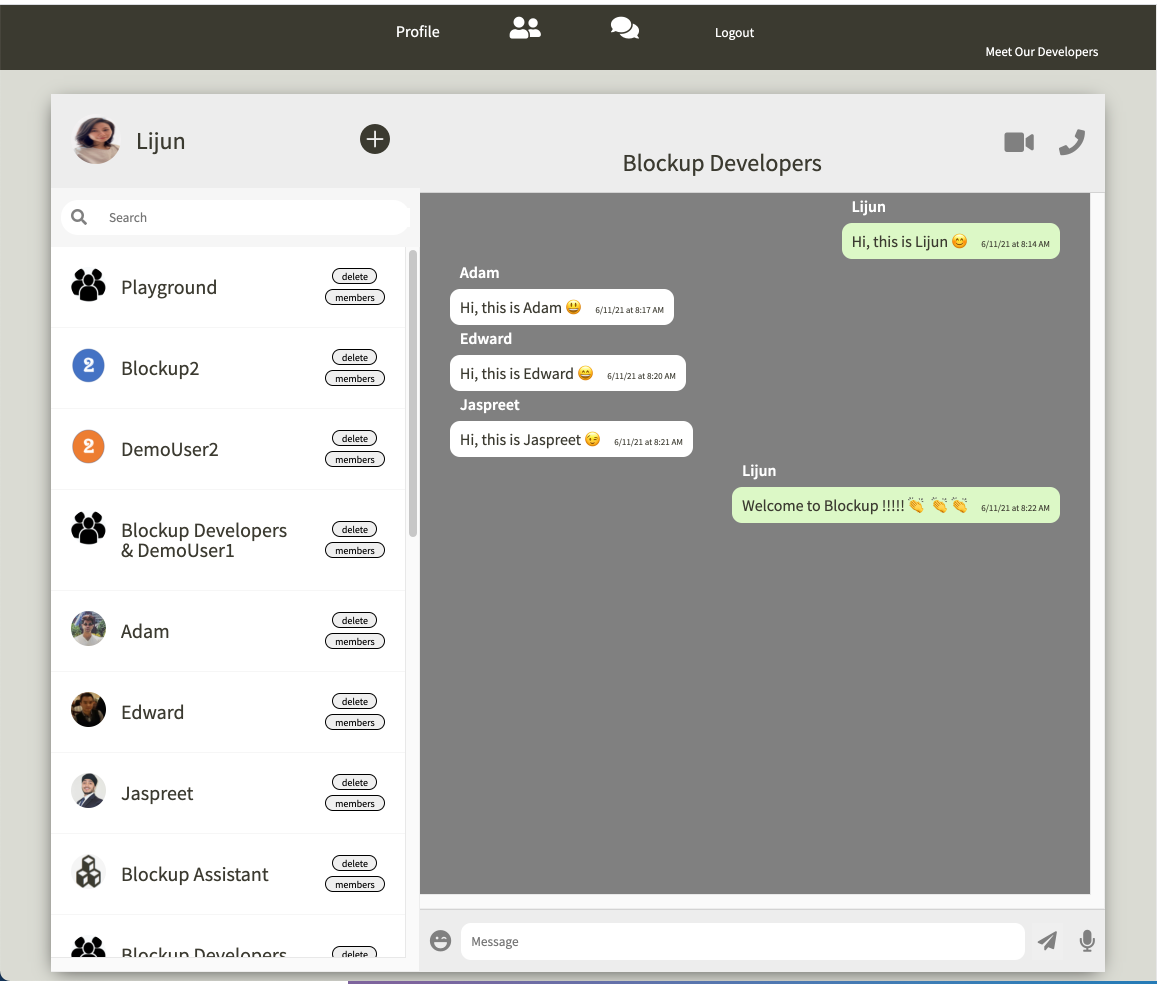 Profile
Logout
Meet Our Developers
Lijun
Blockup Developers
Search
Playground
delete
members
2
Blockup2
delete
members
2
DemoUser2
delete
members
Blockup Developers
& DemoUser1
delete
members
Adam
delete
members
Edward
delete
members
Jaspreet
delete
members
Blockup Assistant
delete
members
Blockup Developers
delete
Lijun
Hi, this is Lijun 😊 6/11/21 at 8:14 AM
Adam
Hi, this is Adam 😃 6/11/21 at 8:17 AM
Edward
Hi, this is Edward 😄 6/11/21 at 8:20 AM
Jaspreet
Hi, this is Jaspreet 😉 6/11/21 at 8:21 AM
Lijun
Welcome to Blockup !!!!! 👏 👏 👏 6/11/21 at 8:22 AM
Message